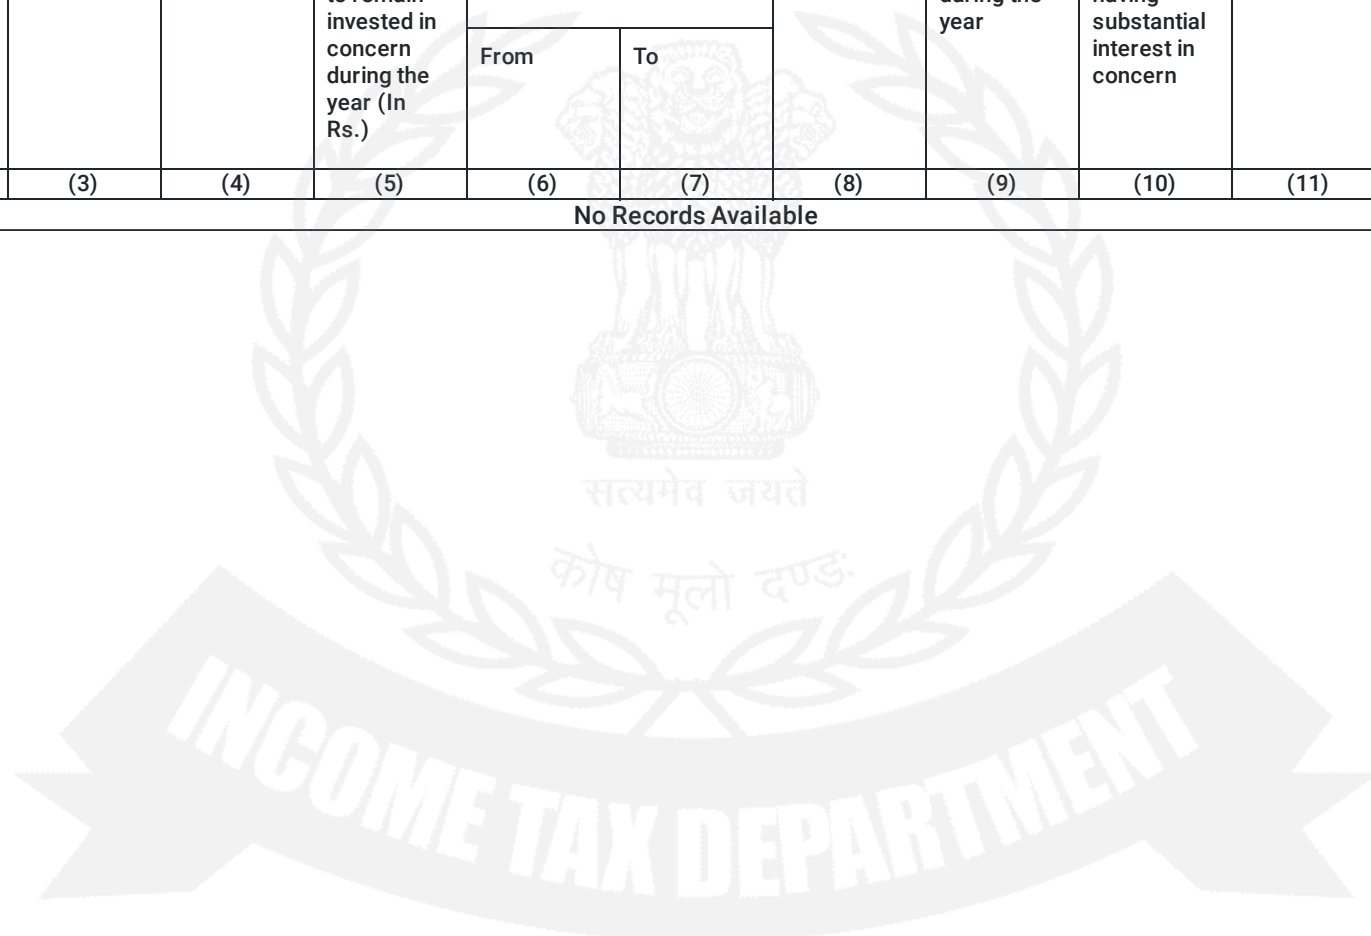 to remain
invested in
concern
during the
year (In
Rs.)
From
To
during the
year
having
substantial
interest in
concern
(3) (4) (5) (6) (7) (8) (9) (10) (11)
No Records Available
सत्यमेव जयते
कोष मूलो दण्डः
INCOME TAX DEPARTMENT